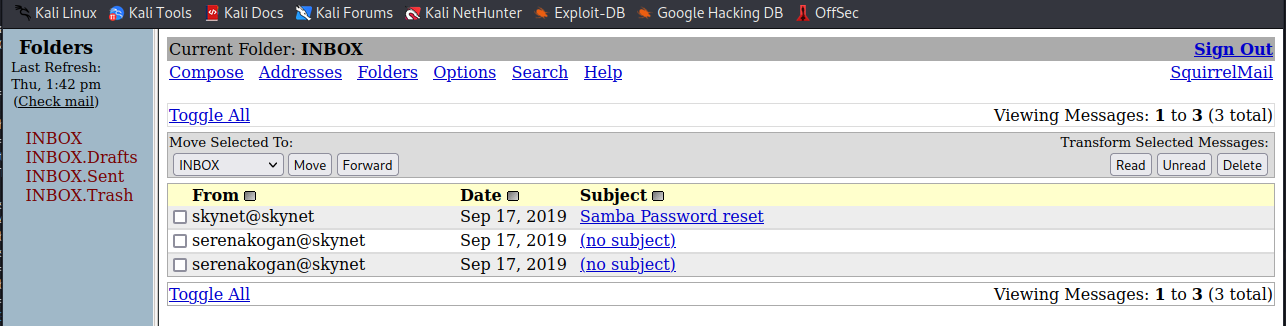 Kali Linux Kali Tools Kali Docs Kali Forums Kali NetHunter Exploit-DB Google Hacking DB OffSec
Folders
Last Refresh:
Thu, 1:42 pm
(Check mail)
INBOX
INBOX.Drafts
INBOX.Sent
INBOX.Trash
Current Folder: INBOX Sign Out
Compose Addresses Folders Options Search Help SquirrelMail
Toggle All Viewing Messages: 1 to 3 (3 total)
Move Selected To: Transform Selected Messages:
INBOX Move Forward Read Unread Delete
From Date Subject
skynet@skynet Sep 17, 2019 Samba Password reset
serenakogan@skynet Sep 17, 2019 (no subject)
serenakogan@skynet Sep 17, 2019 (no subject)
Toggle All Viewing Messages: 1 to 3 (3 total)